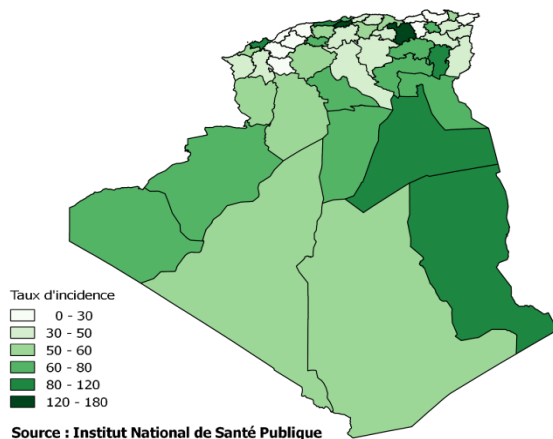 Taux d'incidence
0 - 30
30 - 50
50 - 60
60 - 80
80 - 120
120 - 180
Source : Institut National de Santé Publique